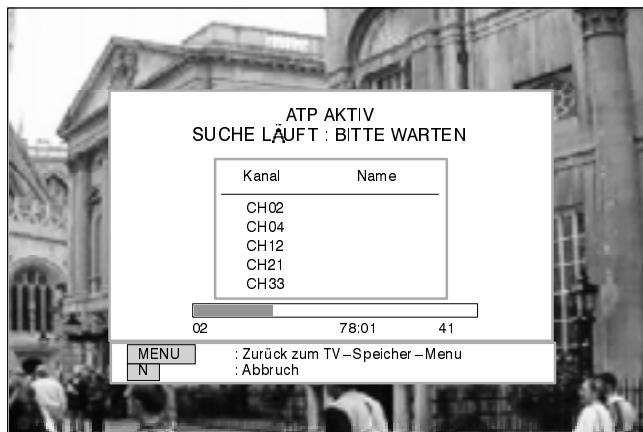 ATP AKTIV
SUCHE LÄUFT : BITTE WARTEN
Kanal Name
CH02
CH04
CH12
CH21
CH33
02 78:01 41
MENU : Zurück zum TV–Speicher–Menu
N : Abbruch